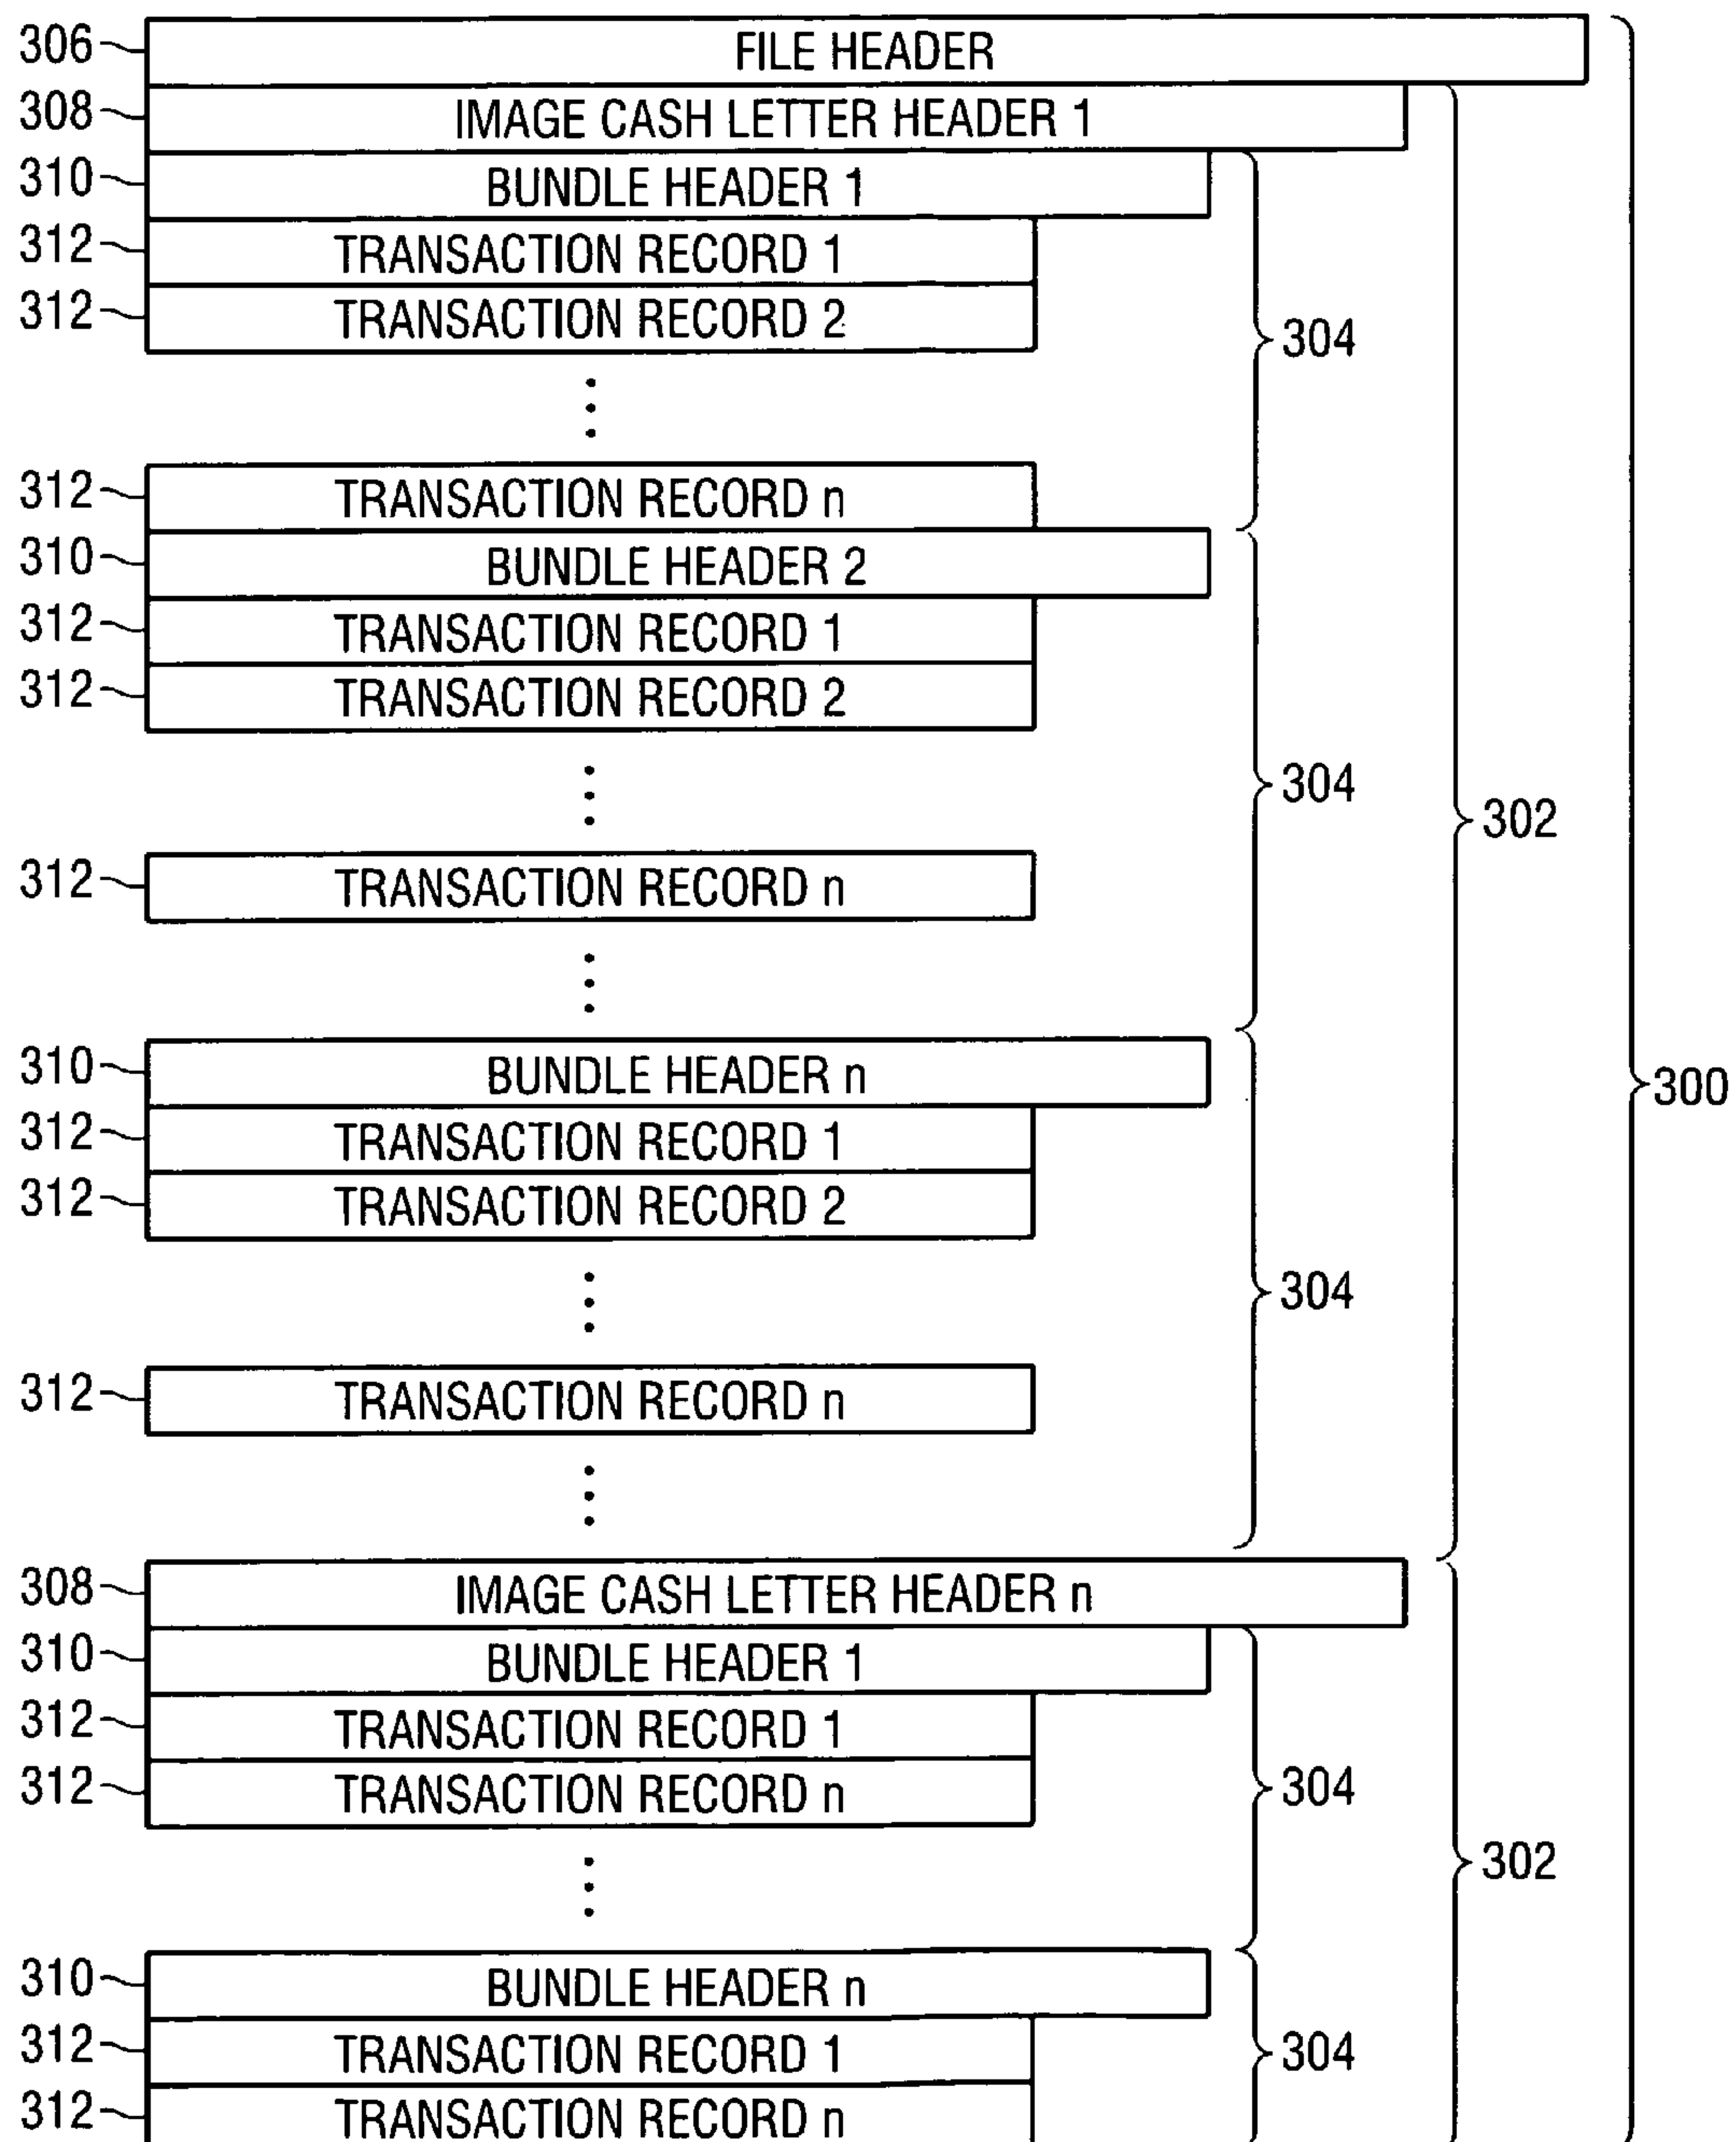 306 FILE HEADER
308 IMAGE CASH LETTER HEADER 1
310 BUNDLE HEADER 1
312 TRANSACTION RECORD 1
312 TRANSACTION RECORD 2
304
312 TRANSACTION RECORD n
310 BUNDLE HEADER 2
312 TRANSACTION RECORD 1
312 TRANSACTION RECORD 2
304
302
312 TRANSACTION RECORD n
310 BUNDLE HEADER n
300
312 TRANSACTION RECORD 1
312 TRANSACTION RECORD 2
304
312 TRANSACTION RECORD n
308 IMAGE CASH LETTER HEADER n
310 BUNDLE HEADER 1
312 TRANSACTION RECORD 1
312 TRANSACTION RECORD n
304
302
310 BUNDLE HEADER n
312 TRANSACTION RECORD 1
304
312 TRANSACTION RECORD n